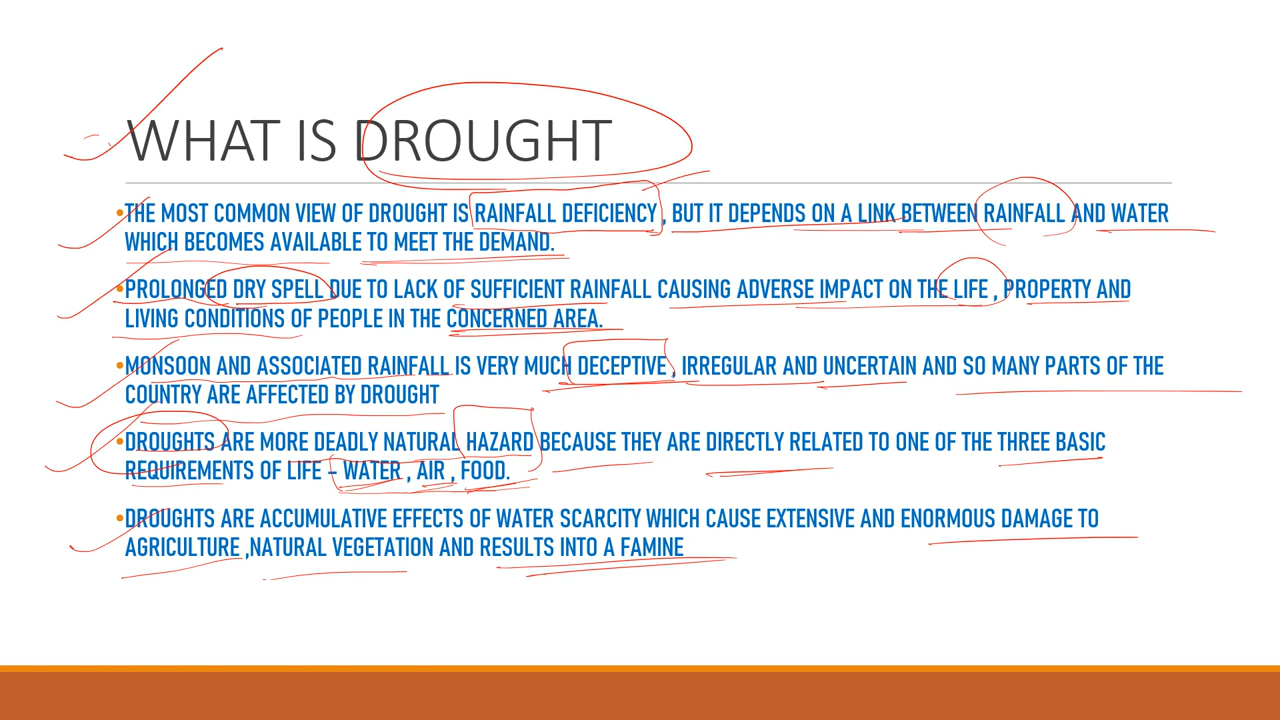 WHAT IS DROUGHT
•THE MOST COMMON VIEW OF DROUGHT IS RAINFALL DEFICIENCY , BUT IT DEPENDS ON A LINK BETWEEN RAINFALL AND WATER
WHICH BECOMES AVAILABLE TO MEET THE DEMAND.
•PROLONGED DRY SPELL DUE TO LACK OF SUFFICIENT RAINFALL CAUSING ADVERSE IMPACT ON THE LIFE , PROPERTY AND
LIVING CONDITIONS OF PEOPLE IN THE CONCERNED AREA.
•MONSOON AND ASSOCIATED RAINFALL IS VERY MUCH DECEPTIVE , IRREGULAR AND UNCERTAIN AND SO MANY PARTS OF THE
COUNTRY ARE AFFECTED BY DROUGHT
•DROUGHTS ARE MORE DEADLY NATURAL HAZARD BECAUSE THEY ARE DIRECTLY RELATED TO ONE OF THE THREE BASIC
REQUIREMENTS OF LIFE – WATER , AIR , FOOD.
•DROUGHTS ARE ACCUMULATIVE EFFECTS OF WATER SCARCITY WHICH CAUSE EXTENSIVE AND ENORMOUS DAMAGE TO
AGRICULTURE ,NATURAL VEGETATION AND RESULTS INTO A FAMINE